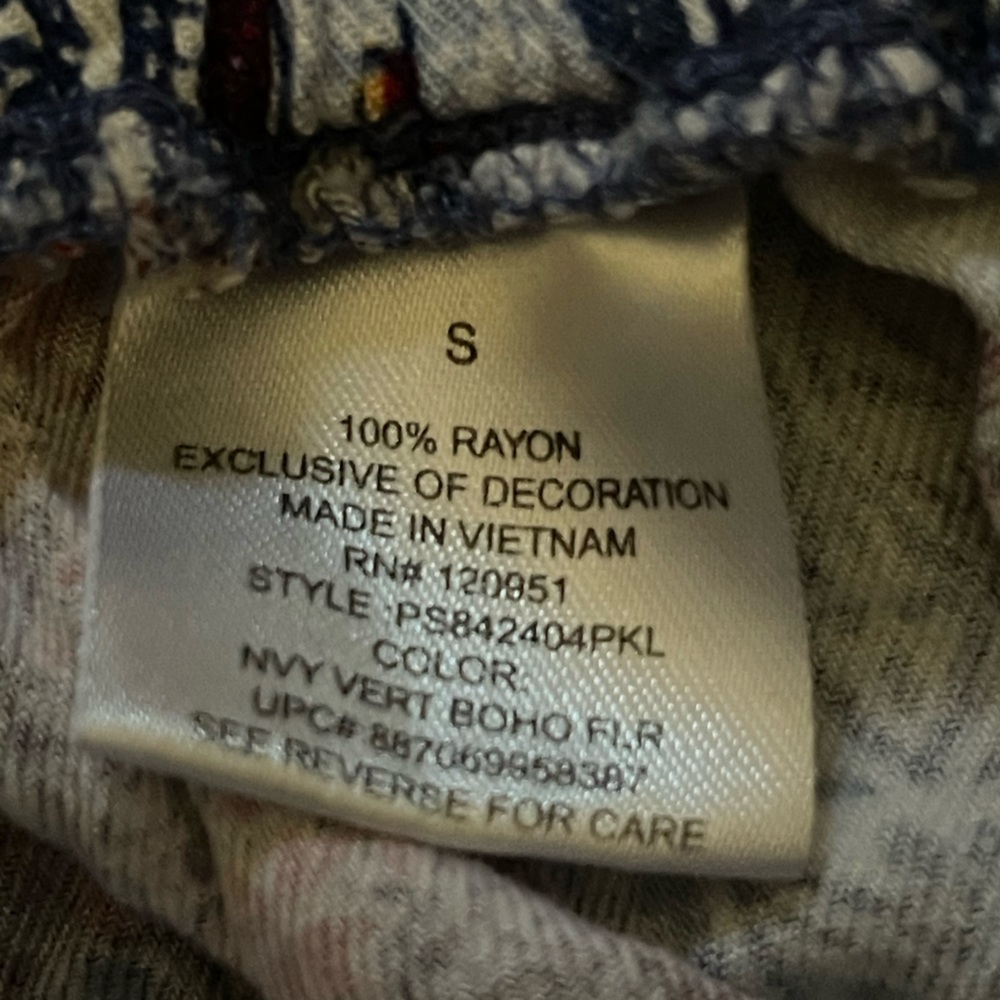 S
100% RAYON
EXCLUSIVE OF DECORATION
MADE IN VIETNAM
RN# 120951
STYLE PS842404PKL
COLOR:
NVY VERT BOHO FLR
UPC# 887069958387
SEE REVERSE FOR CARE